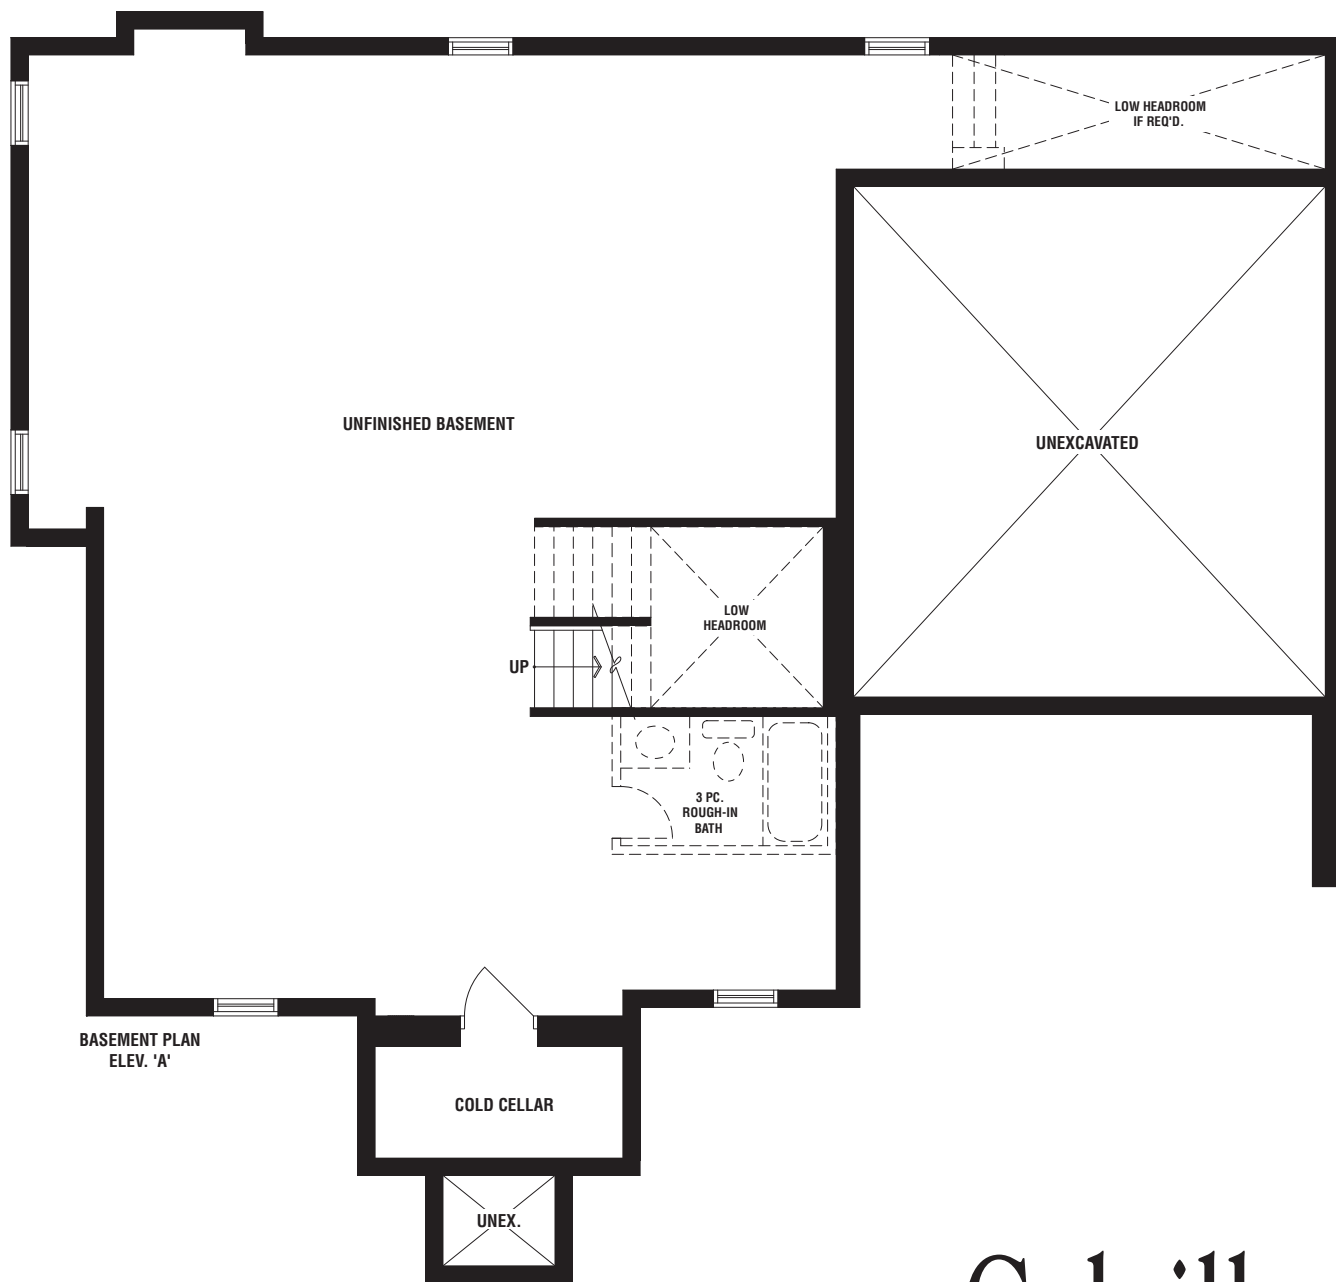 LOW HEADROOM
IF REQ'D.
UNFINISHED BASEMENT
UNEXCAVATED
LOW
HEADROOM
UP
3 PC.
ROUGH-IN
BATH
BASEMENT PLAN
ELEV. 'A'
COLD CELLAR
UNEX.